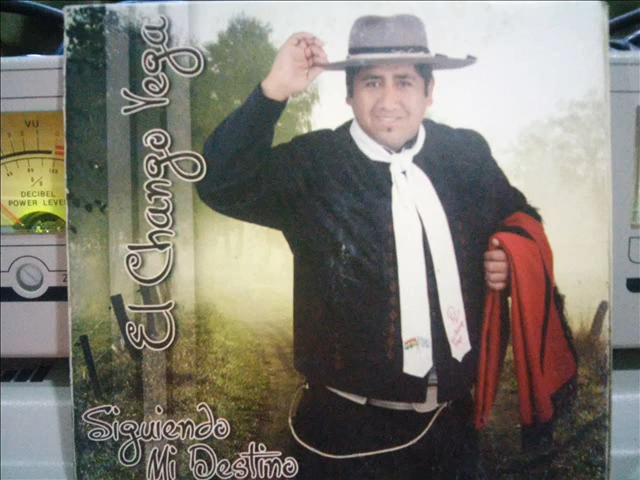 El Chango Vega
Siguiendo
Mi Destino
VU
DECIBEL
POWER LEVEL